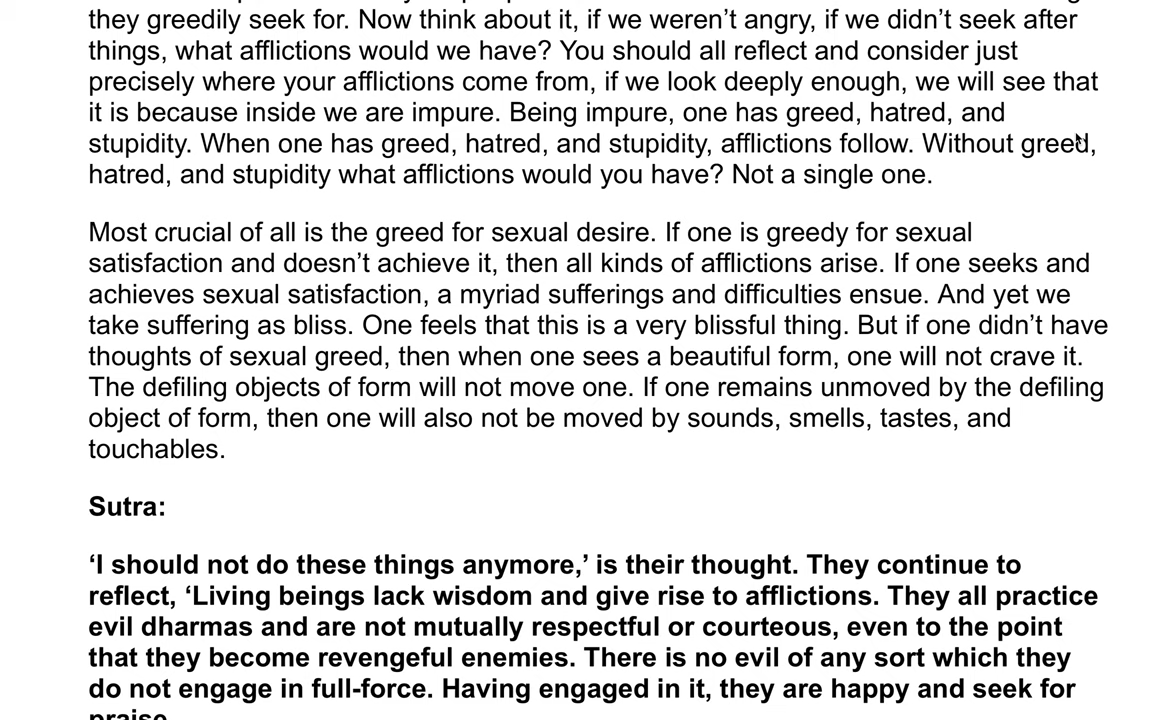 they greedily seek for. Now think about it, if we weren’t angry, if we didn’t seek after
things, what afflictions would we have? You should all reflect and consider just
precisely where your afflictions come from, if we look deeply enough, we will see that
it is because inside we are impure. Being impure, one has greed, hatred, and
stupidity. When one has greed, hatred, and stupidity, afflictions follow. Without greed,
hatred, and stupidity what afflictions would you have? Not a single one.
Most crucial of all is the greed for sexual desire. If one is greedy for sexual
satisfaction and doesn’t achieve it, then all kinds of afflictions arise. If one seeks and
achieves sexual satisfaction, a myriad sufferings and difficulties ensue. And yet we
take suffering as bliss. One feels that this is a very blissful thing. But if one didn’t have
thoughts of sexual greed, then when one sees a beautiful form, one will not crave it.
The defiling objects of form will not move one. If one remains unmoved by the defiling
object of form, then one will also not be moved by sounds, smells, tastes, and
touchables.
Sutra:
‘I should not do these things anymore,’ is their thought. They continue to
reflect, ‘Living beings lack wisdom and give rise to afflictions. They all practice
evil dharmas and are not mutually respectful or courteous, even to the point
that they become revengeful enemies. There is no evil of any sort which they
do not engage in full-force. Having engaged in it, they are happy and seek for
praise